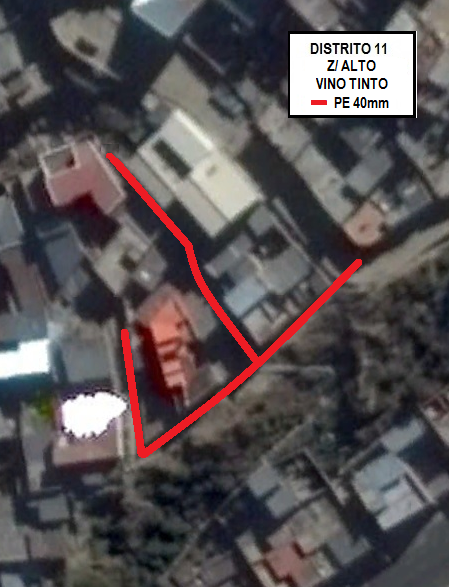 DISTRITO 11
Z/ ALTO
VINO TINTO
PE 40mm